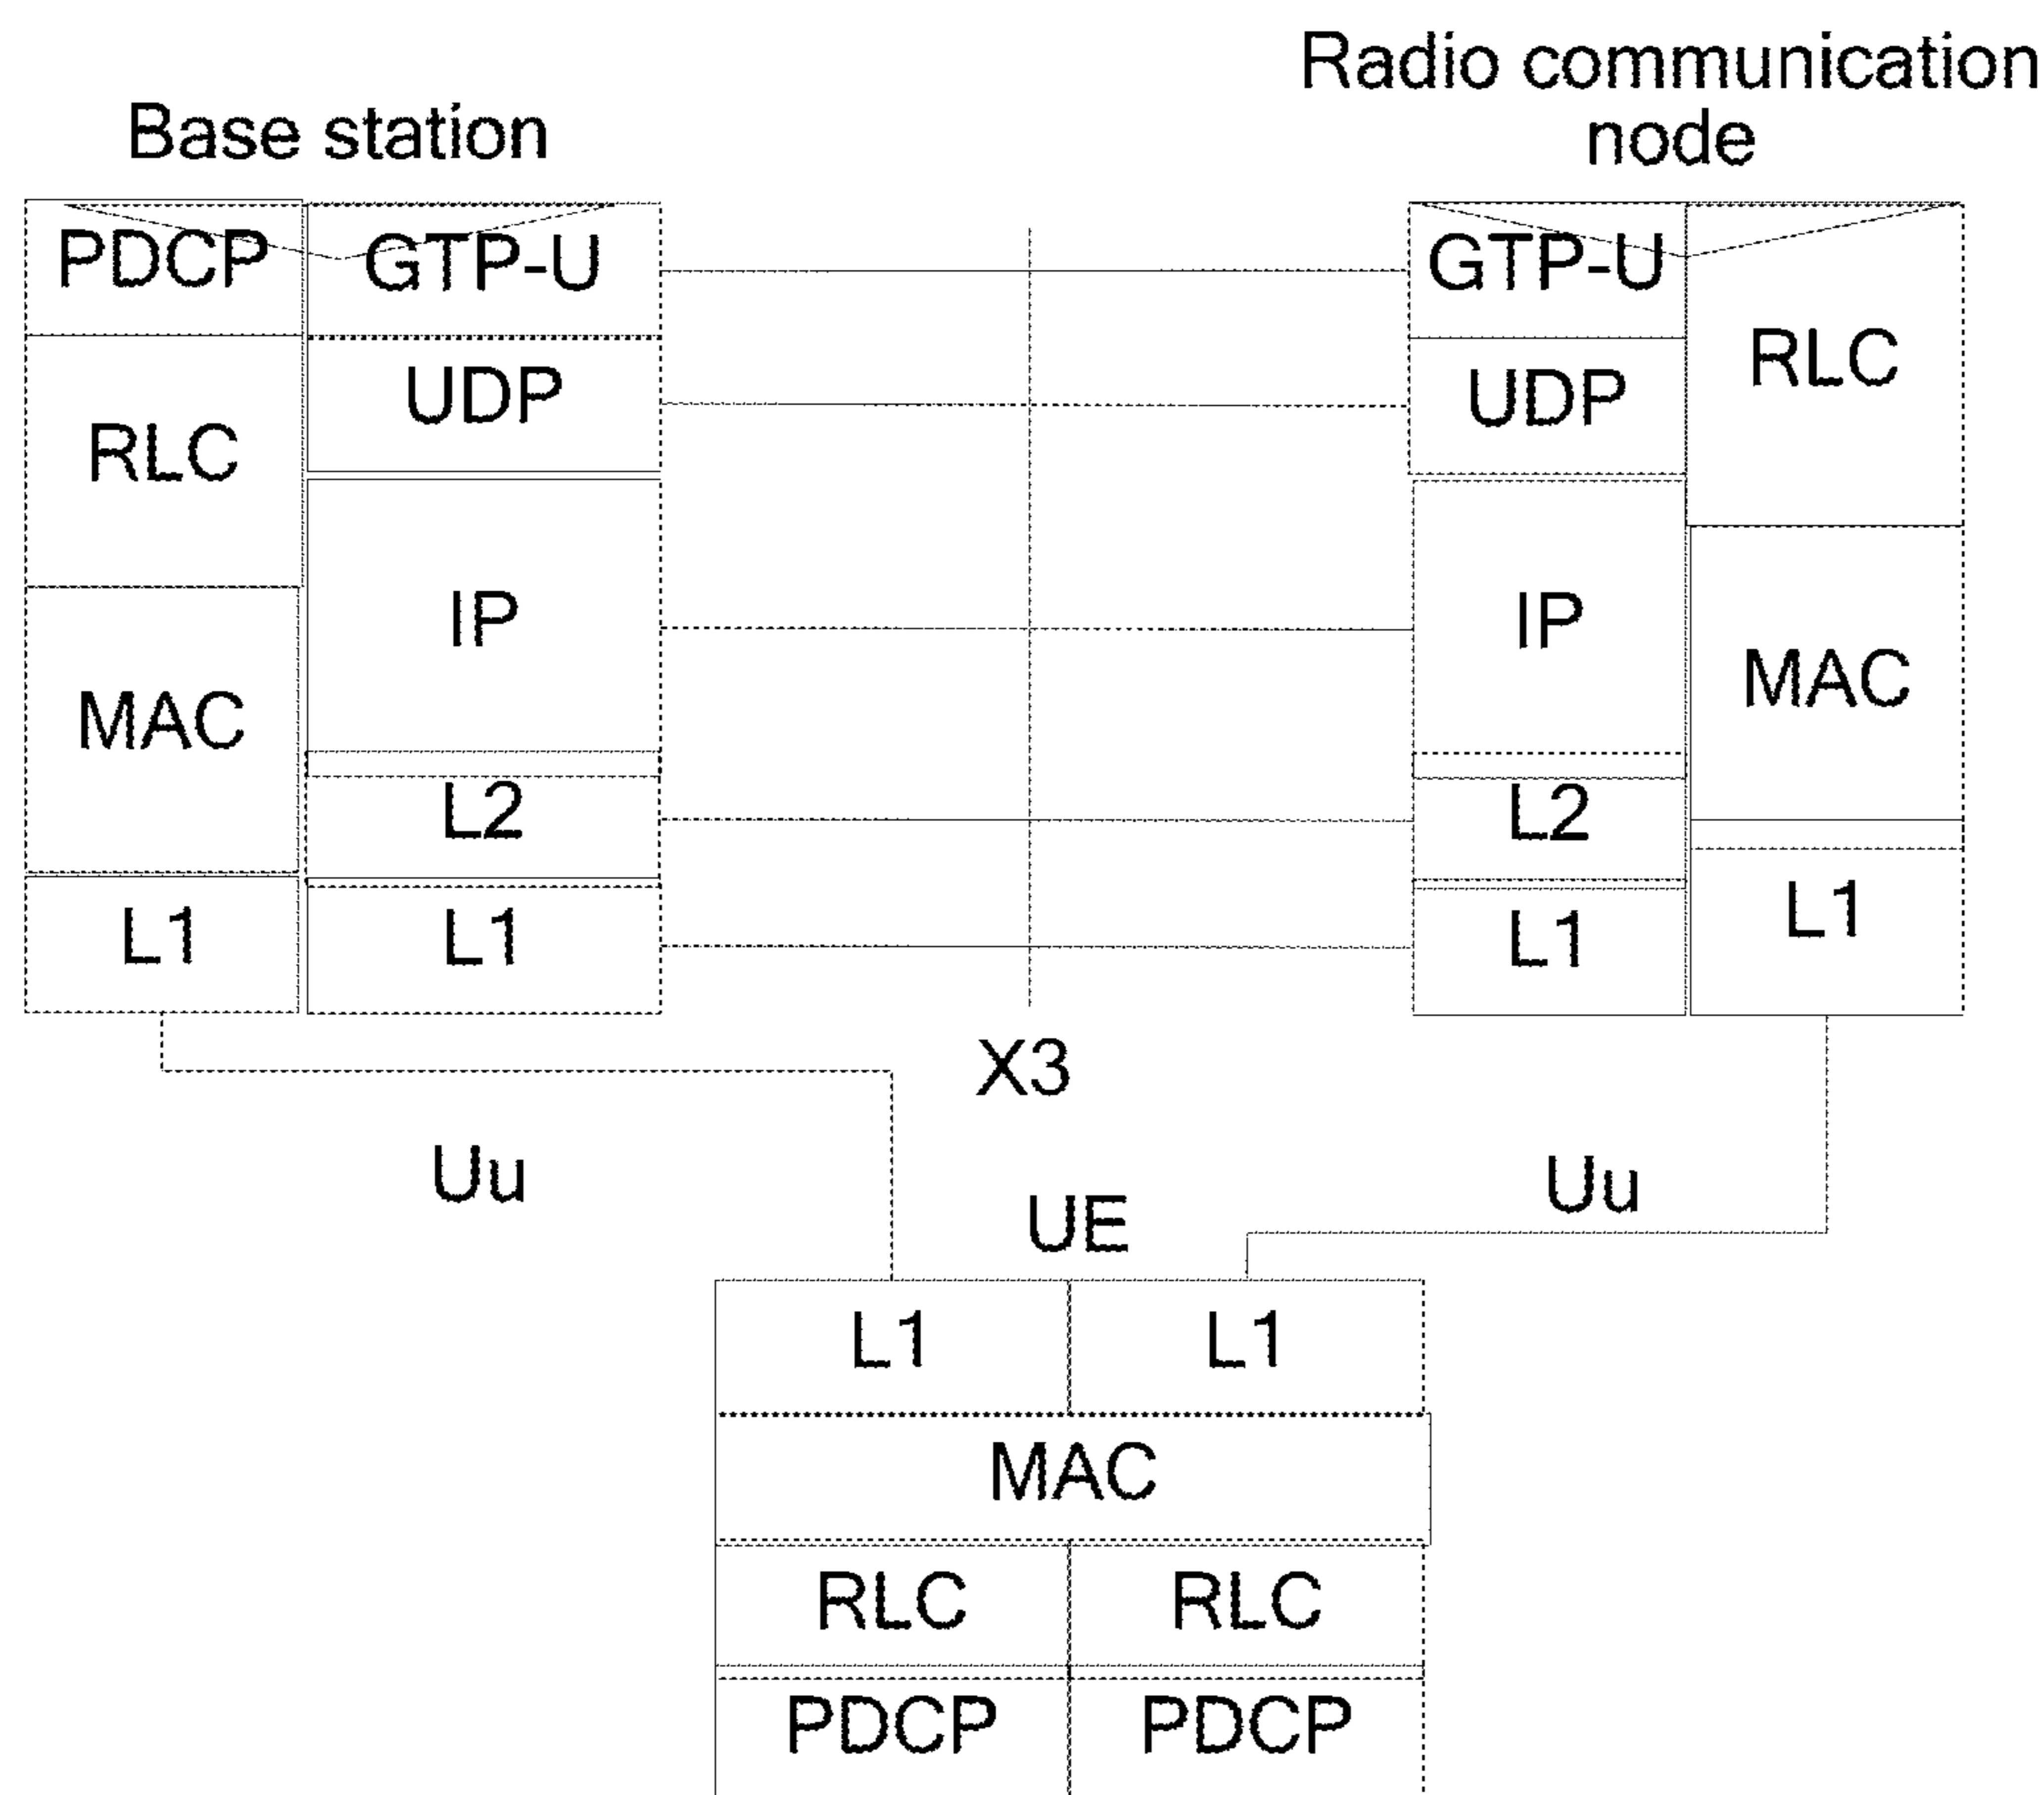 Radio communication
node
Base station
PDCP GTP-U GTP-U RLC
UDP UDP
RLC
IP IP
MAC MAC
L2 L2
L1 L1 L1 L1
X3
Uu Uu
UE
L1 L1
MAC
RLC RLC
PDCP PDCP